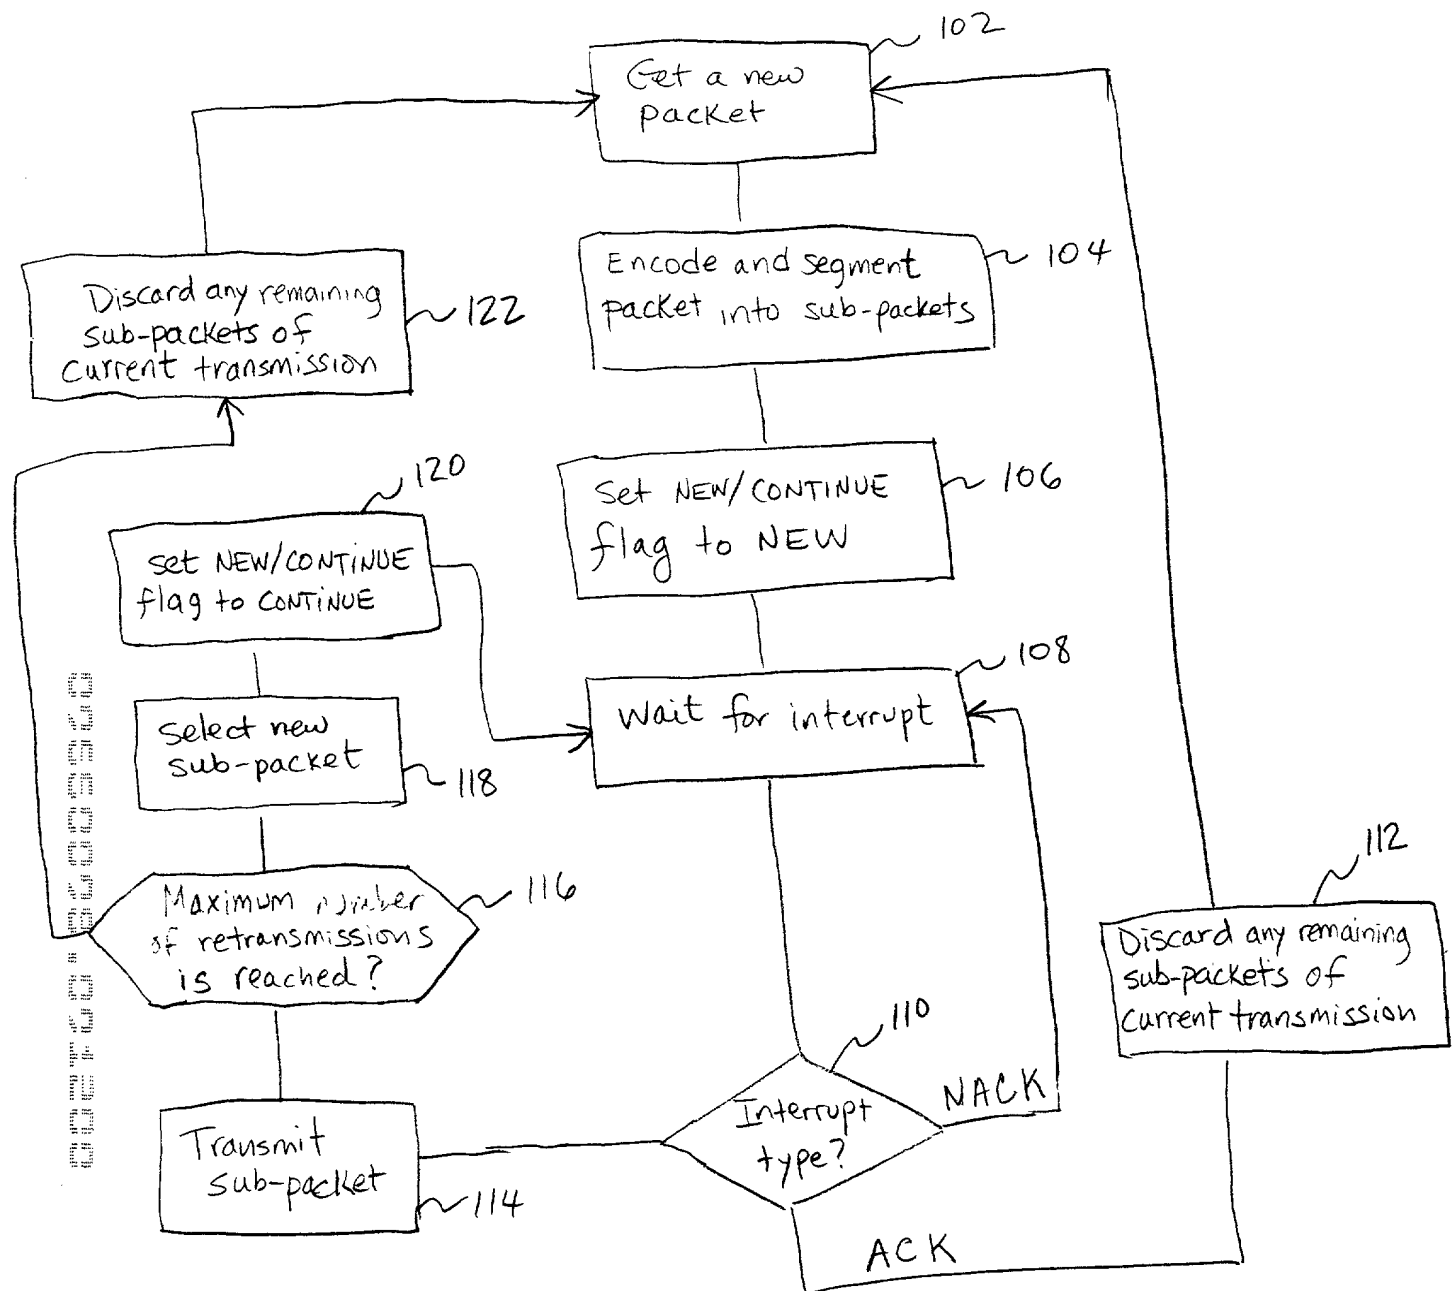 102
Get a new
packet
Encode and segment
packet into sub-packets
104
Discard any remaining
sub-packets of
current transmission
122
120
Set NEW/CONTINUE
flag to NEW
106
set NEW/CONTINUE
flag to CONTINUE
108
Wait for interrupt
select new
sub-packet
118
112
Maximum number
of retransmissions
is reached?
116
Discard any remaining
sub-packets of
current transmission
110
Interrupt
type?
NACK
Transmit
sub-packet
114
ACK